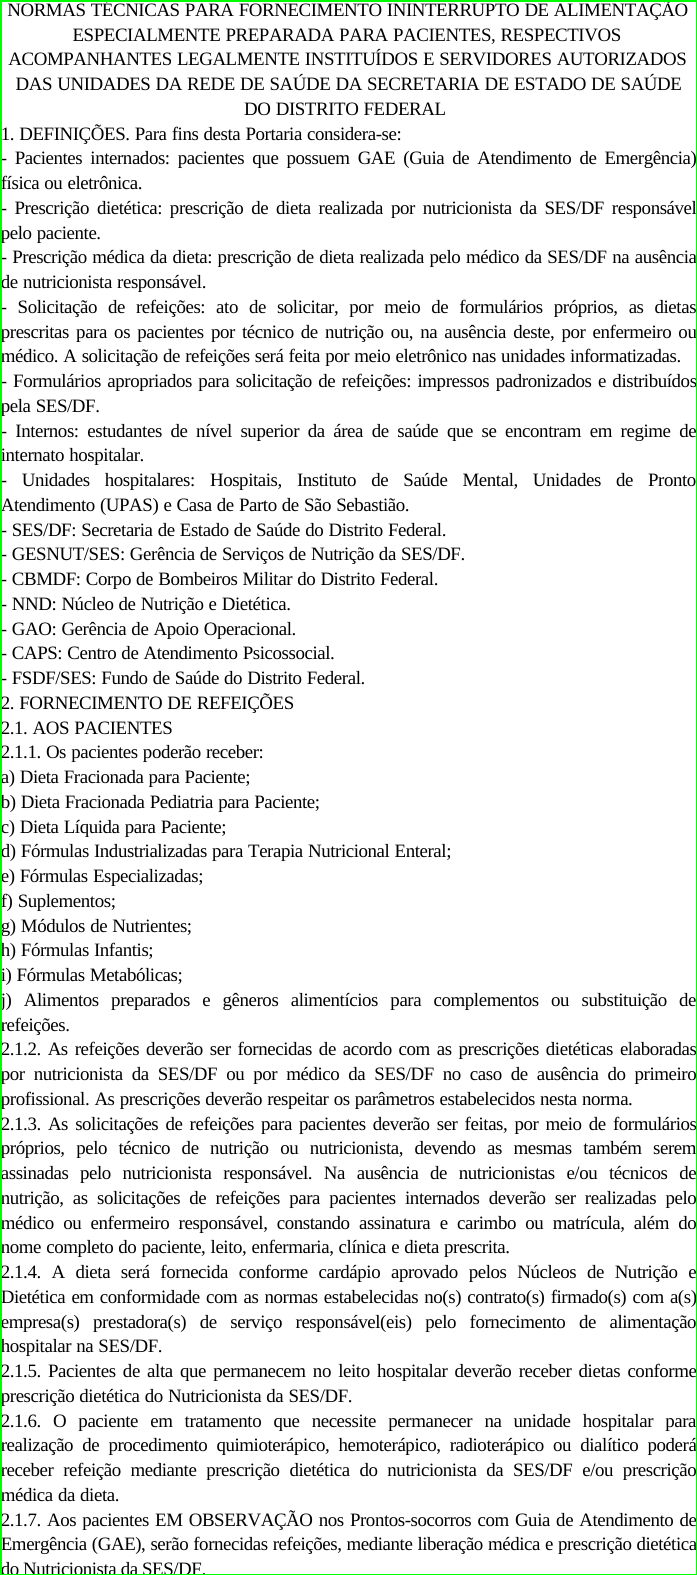 NORMAS TÉCNICAS PARA FORNECIMENTO ININTERRUPTO DE ALIMENTAÇÃO
ESPECIALMENTE PREPARADA PARA PACIENTES, RESPECTIVOS
ACOMPANHANTES LEGALMENTE INSTITUÍDOS E SERVIDORES AUTORIZADOS
DAS UNIDADES DA REDE DE SAÚDE DA SECRETARIA DE ESTADO DE SAÚDE
DO DISTRITO FEDERAL
1. DEFINIÇÕES. Para fins desta Portaria considera-se:
- Pacientes internados: pacientes que possuem GAE (Guia de Atendimento de Emergência)
física ou eletrônica.
- Prescrição dietética: prescrição de dieta realizada por nutricionista da SES/DF responsável
pelo paciente.
- Prescrição médica da dieta: prescrição de dieta realizada pelo médico da SES/DF na ausência
de nutricionista responsável.
- Solicitação de refeições: ato de solicitar, por meio de formulários próprios, as dietas
prescritas para os pacientes por técnico de nutrição ou, na ausência deste, por enfermeiro ou
médico. A solicitação de refeições será feita por meio eletrônico nas unidades informatizadas.
- Formulários apropriados para solicitação de refeições: impressos padronizados e distribuídos
pela SES/DF.
- Internos: estudantes de nível superior da área de saúde que se encontram em regime de
internato hospitalar.
- Unidades hospitalares: Hospitais, Instituto de Saúde Mental, Unidades de Pronto
Atendimento (UPAS) e Casa de Parto de São Sebastião.
- SES/DF: Secretaria de Estado de Saúde do Distrito Federal.
- GESNUT/SES: Gerência de Serviços de Nutrição da SES/DF.
- CBMDF: Corpo de Bombeiros Militar do Distrito Federal.
- NND: Núcleo de Nutrição e Dietética.
- GAO: Gerência de Apoio Operacional.
- CAPS: Centro de Atendimento Psicossocial.
- FSDF/SES: Fundo de Saúde do Distrito Federal.
2. FORNECIMENTO DE REFEIÇÕES
2.1. AOS PACIENTES
2.1.1. Os pacientes poderão receber:
a) Dieta Fracionada para Paciente;
b) Dieta Fracionada Pediatria para Paciente;
c) Dieta Líquida para Paciente;
d) Fórmulas Industrializadas para Terapia Nutricional Enteral;
e) Fórmulas Especializadas;
f) Suplementos;
g) Módulos de Nutrientes;
h) Fórmulas Infantis;
i) Fórmulas Metabólicas;
j) Alimentos preparados e gêneros alimentícios para complementos ou substituição de
refeições.
2.1.2. As refeições deverão ser fornecidas de acordo com as prescrições dietéticas elaboradas
por nutricionista da SES/DF ou por médico da SES/DF no caso de ausência do primeiro
profissional. As prescrições deverão respeitar os parâmetros estabelecidos nesta norma.
2.1.3. As solicitações de refeições para pacientes deverão ser feitas, por meio de formulários
próprios, pelo técnico de nutrição ou nutricionista, devendo as mesmas também serem
assinadas pelo nutricionista responsável. Na ausência de nutricionistas e/ou técnicos de
nutrição, as solicitações de refeições para pacientes internados deverão ser realizadas pelo
médico ou enfermeiro responsável, constando assinatura e carimbo ou matrícula, além do
nome completo do paciente, leito, enfermaria, clínica e dieta prescrita.
2.1.4. A dieta será fornecida conforme cardápio aprovado pelos Núcleos de Nutrição e
Dietética em conformidade com as normas estabelecidas no(s) contrato(s) firmado(s) com a(s)
empresa(s) prestadora(s) de serviço responsável(eis) pelo fornecimento de alimentação
hospitalar na SES/DF.
2.1.5. Pacientes de alta que permanecem no leito hospitalar deverão receber dietas conforme
prescrição dietética do Nutricionista da SES/DF.
2.1.6. O paciente em tratamento que necessite permanecer na unidade hospitalar para
realização de procedimento quimioterápico, hemoterápico, radioterápico ou dialítico poderá
receber refeição mediante prescrição dietética do nutricionista da SES/DF e/ou prescrição
médica da dieta.
2.1.7. Aos pacientes EM OBSERVAÇÃO nos Prontos-socorros com Guia de Atendimento de
Emergência (GAE), serão fornecidas refeições, mediante liberação médica e prescrição dietética
do Nutricionista da SES/DF.